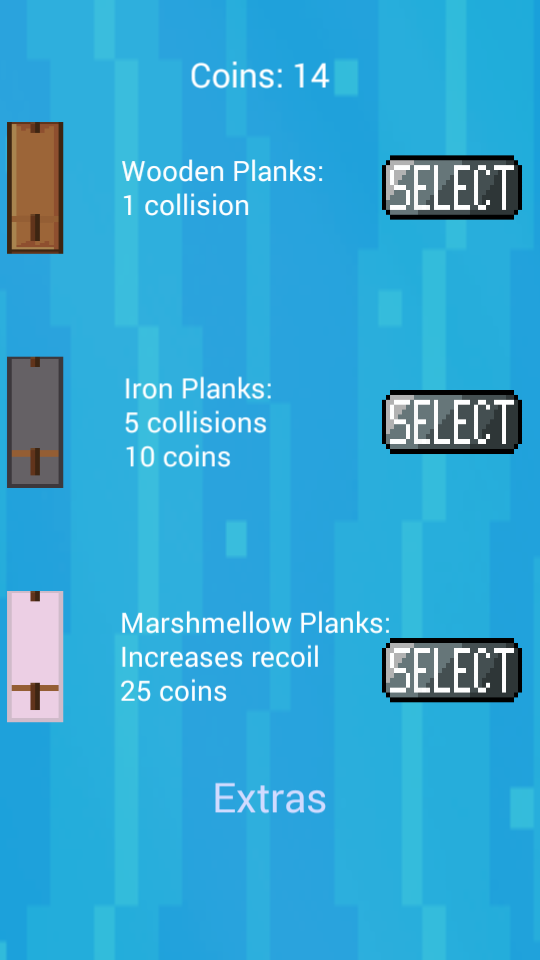 Coins: 14
Wooden Planks:
1 collision
SELECT
Iron Planks:
5 collisions
10 coins
SELECT
Marshmellow Planks:
Increases recoil
25 coins
SELECT
Extras